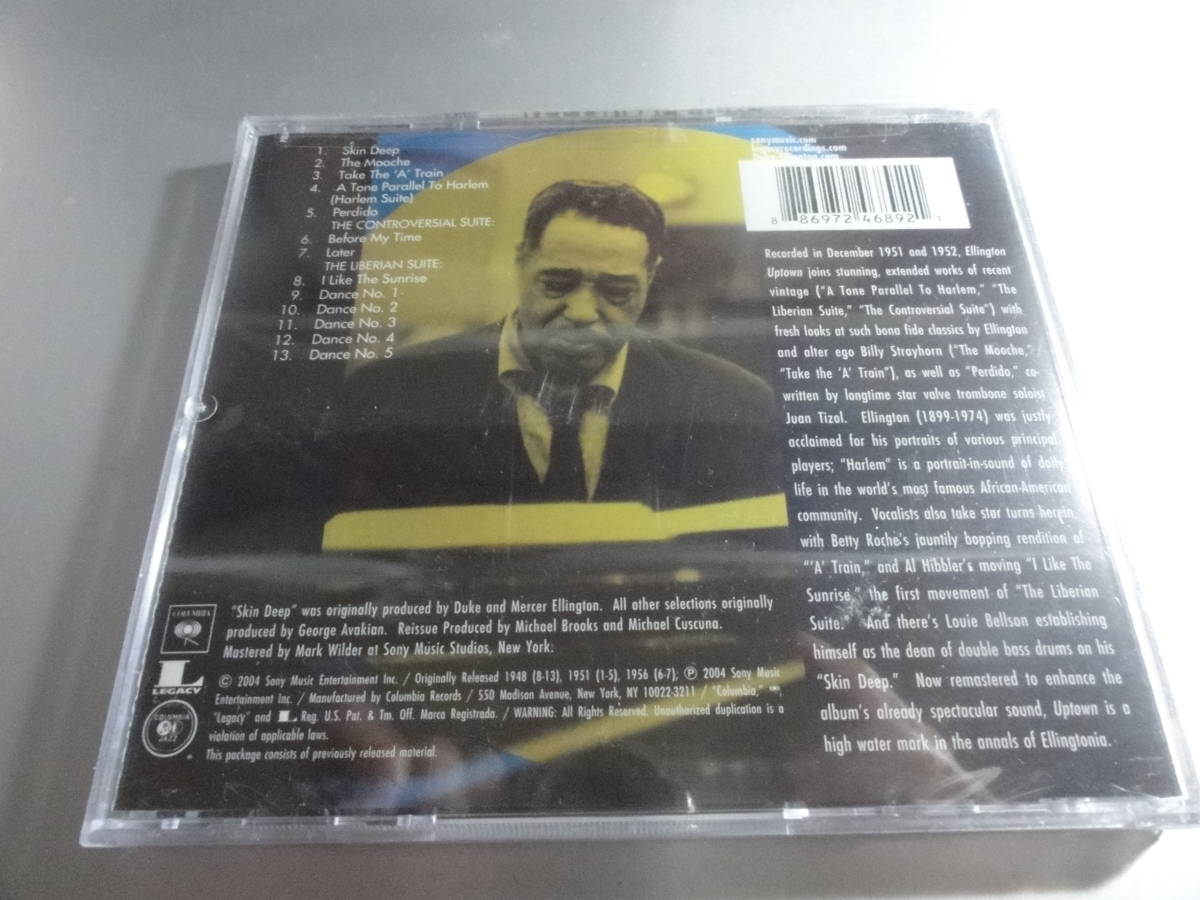 1. Skin Deep
2. The Mooche
3. Take The 'A' Train
4. A Tone Parallel To Harlem
(Harlem Suite)
5. Perdido
THE CONTROVERSIAL SUITE:
6. Before My Time
7. Later
THE LIBERIAN SUITE:
8. I Like The Sunrise
9. Dance No. 1
10. Dance No. 2
11. Dance No. 3
12. Dance No. 4
13. Dance No. 5
sonymusic.com
legacyrecordings.com
8 86972 46892 1
Recorded in December 1951 and 1952, Ellington
Uptown joins stunning, extended works of recent
vintage ("A Tone Parallel To Harlem," "The
Liberian Suite," "The Controversial Suite") with
fresh looks at such bona fide classics by Ellington
and alter ego Billy Strayhorn ("The Mooche,"
"Take the 'A' Train"), as well as "Perdido," co-
written by longtime star valve trombone soloist
Juan Tizol. Ellington (1899-1974) was justly
acclaimed for his portraits of various principal
players; "Harlem" is a portrait-in-sound of daily
life in the world's most famous African-American
community. Vocalists also take star turns herein,
with Betty Roche's jauntily bopping rendition of
"'A' Train," and Al Hibbler's moving "I Like The
Sunrise," the first movement of "The Liberian
Suite." And there's Louie Bellson establishing
himself as the dean of double bass drums on his
"Skin Deep." Now remastered to enhance the
album's already spectacular sound, Uptown is a
high water mark in the annals of Ellingtonia.
COLUMBIA
"Skin Deep" was originally produced by Duke and Mercer Ellington. All other selections originally
produced by George Avakian. Reissue Produced by Michael Brooks and Michael Cuscuna.
Mastered by Mark Wilder at Sony Music Studios, New York.
L
LEGACY
COLUMBIA
JAZZ
© 2004 Sony Music Entertainment Inc. / Originally Released 1948 (8-13), 1951 (1-5), 1956 (6-7); ℗ 2004 Sony Music
Entertainment Inc. / Manufactured by Columbia Records / 550 Madison Avenue, New York, NY 10022-3211 / "Columbia,"
"Legacy" and L Reg. U.S. Pat. & Tm. Off. Marca Registrada. / WARNING: All Rights Reserved. Unauthorized duplication is a
violation of applicable laws.
This package consists of previously released material.